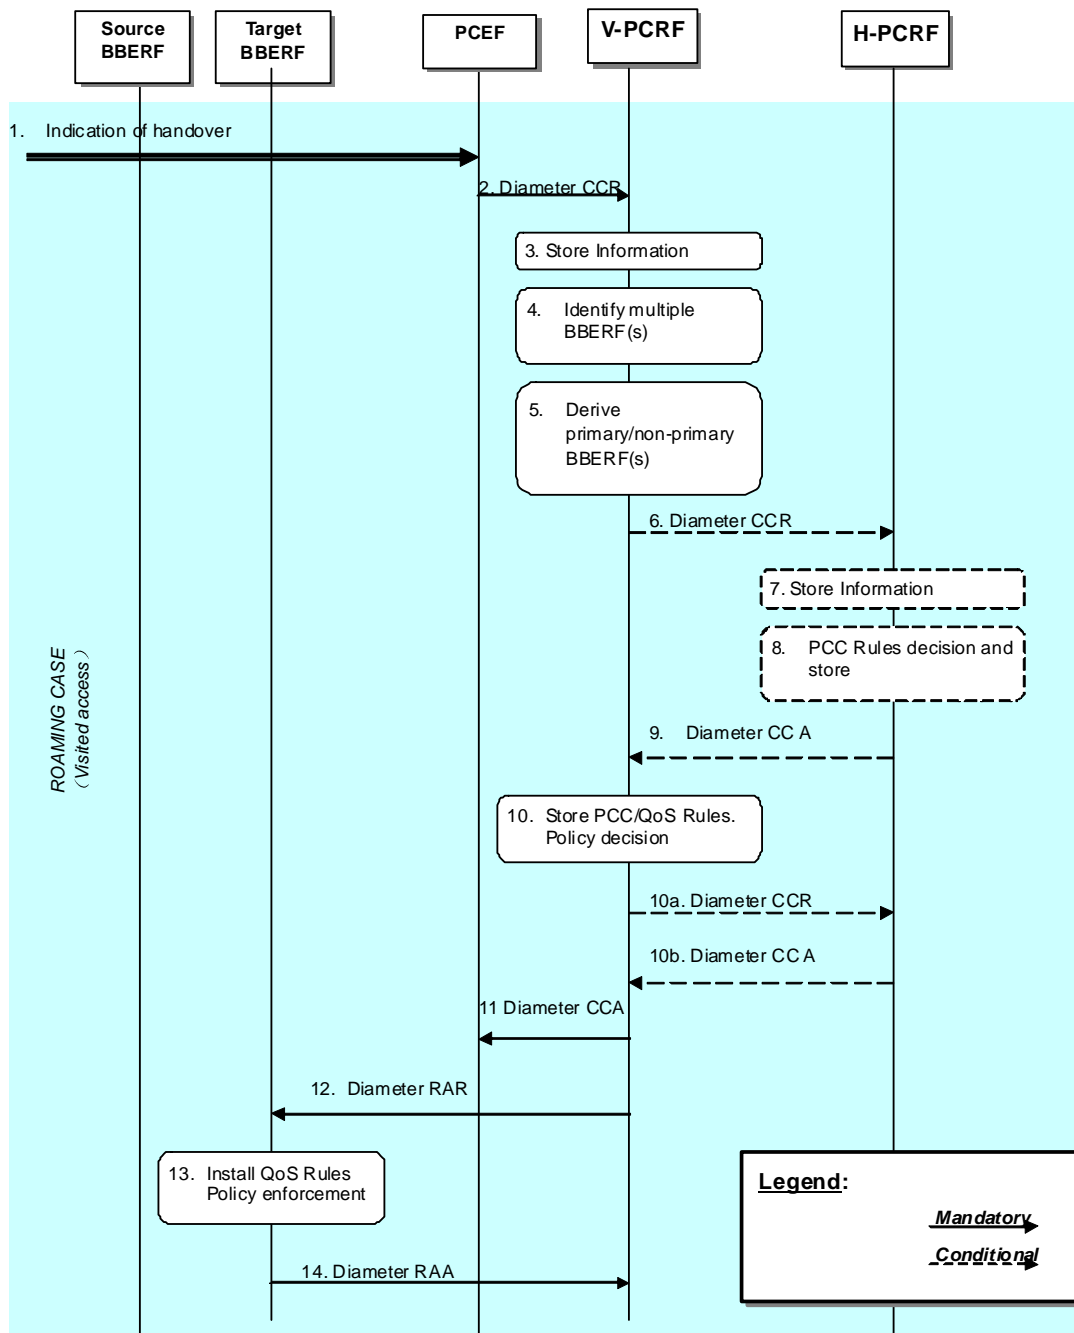 Source
BBERF
Target
BBERF
PCEF
V-PCRF
H-PCRF
1. Indication of handover
2. Diameter CCR
3. Store Information
4. Identify multiple
BBERF(s)
5. Derive
primary/non-primary
BBERF(s)
6. Diameter CCR
7. Store Information
8. PCC Rules decision and
store
9. Diameter CCA
ROAMING CASE
(Visited access)
10. Store PCC/QoS Rules.
Policy decision
10a. Diameter CCR
10b. Diameter CCA
11 Diameter CCA
12. Diameter RAR
13. Install QoS Rules
Policy enforcement
14. Diameter RAA
Legend:
Mandatory
Conditional